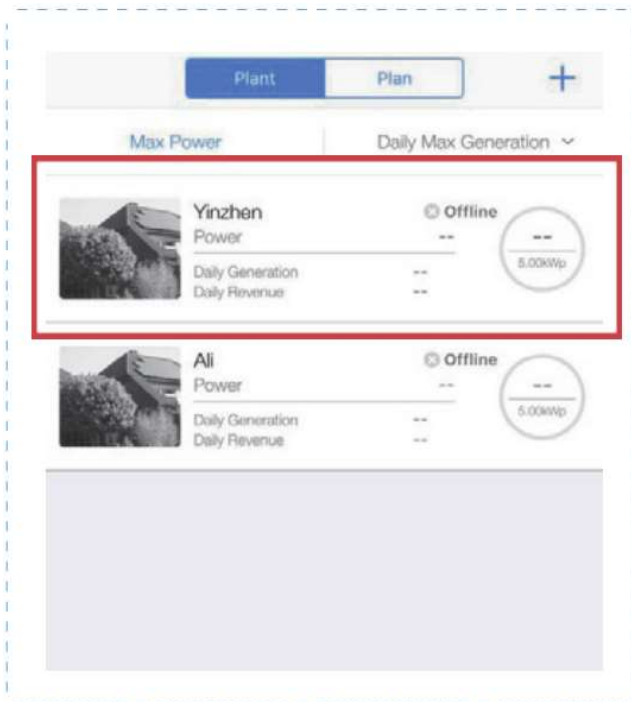 Plant Plan +
Max Power Daily Max Generation
Yinzhen Offline
Power --
--
5.00kWp
Daily Generation --
Daily Revenue --
Ali Offline
Power --
--
5.00kWp
Daily Generation --
Daily Revenue --